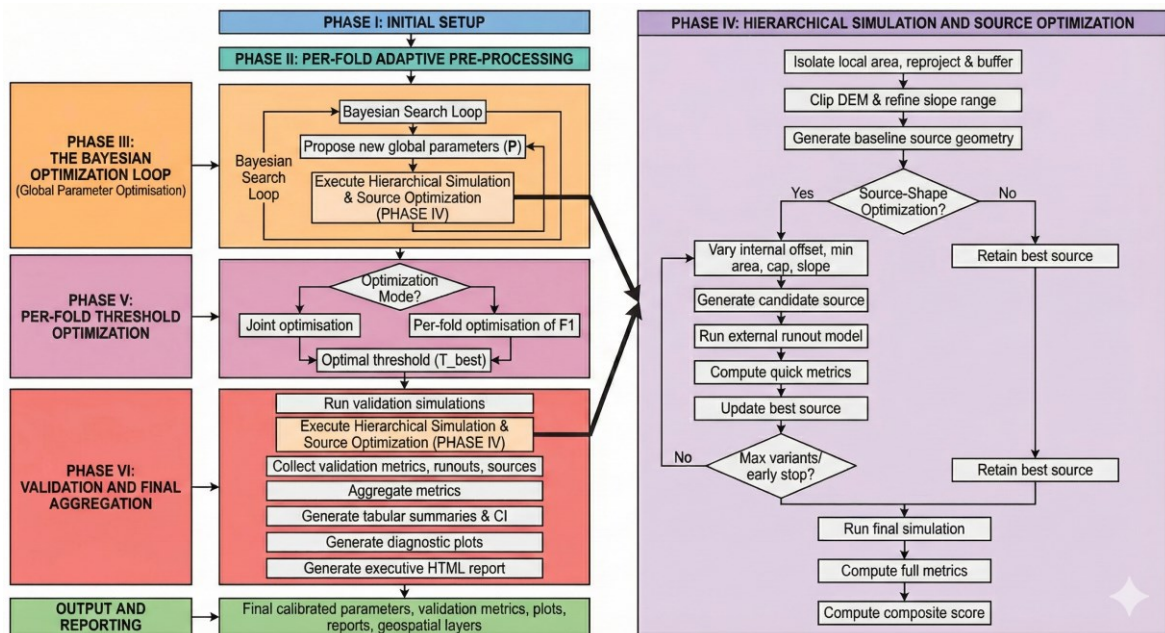 PHASE I: INITIAL SETUP
PHASE II: PER-FOLD ADAPTIVE PRE-PROCESSING
PHASE III:
THE BAYESIAN
OPTIMIZATION LOOP
(Global Parameter Optimisation)
Bayesian Search Loop
Propose new global parameters (P)
Bayesian
Search
Loop
Execute Hierarchical Simulation
& Source Optimization
(PHASE IV)
PHASE V:
PER-FOLD THRESHOLD
OPTIMIZATION
Optimization
Mode?
Joint optimisation
Per-fold optimisation of F1
Optimal threshold (T_best)
PHASE VI:
VALIDATION AND FINAL
AGGREGATION
Run validation simulations
Execute Hierarchical Simulation &
Source Optimization (PHASE IV)
Collect validation metrics, runouts, sources
Aggregate metrics
Generate tabular summaries & CI
Generate diagnostic plots
Generate executive HTML report
OUTPUT AND
REPORTING
Final calibrated parameters, validation metrics, plots,
reports, geospatial layers
PHASE IV: HIERARCHICAL SIMULATION AND SOURCE OPTIMIZATION
Isolate local area, reproject & buffer
Clip DEM & refine slope range
Generate baseline source geometry
Yes
Source-Shape
Optimization?
No
Vary internal offset, min
area, cap, slope
Retain best source
Generate candidate source
Run external runout model
Compute quick metrics
Update best source
No
Max variants/
early stop?
Retain best source
Run final simulation
Compute full metrics
Compute composite score